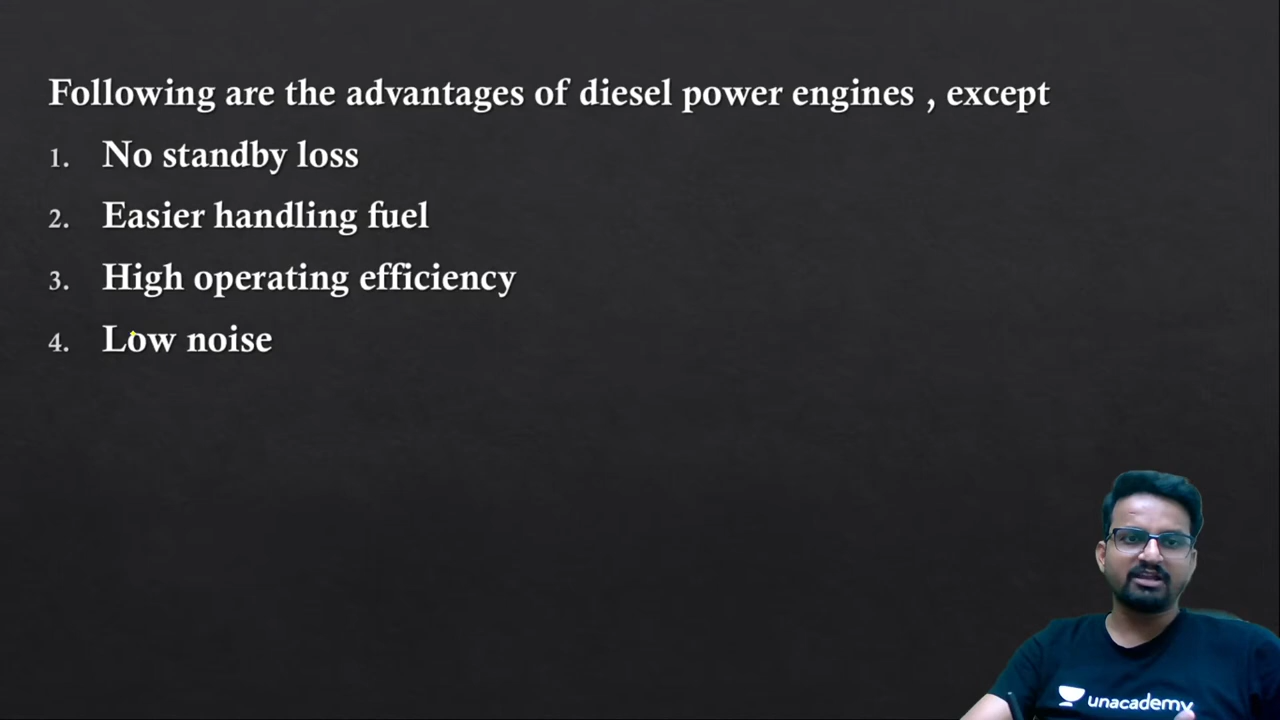 Following are the advantages of diesel power engines , except
1. No standby loss
2. Easier handling fuel
3. High operating efficiency
4. Low noise
unacademy